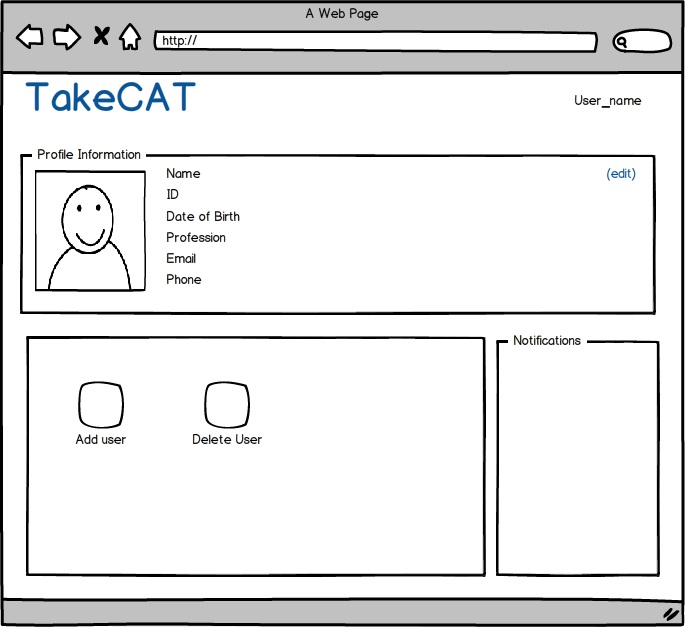 A Web Page
http://
TakeCAT
User_name
Profile Information
Name
(edit)
ID
Date of Birth
Profession
Email
Phone
Notifications
Add user
Delete User